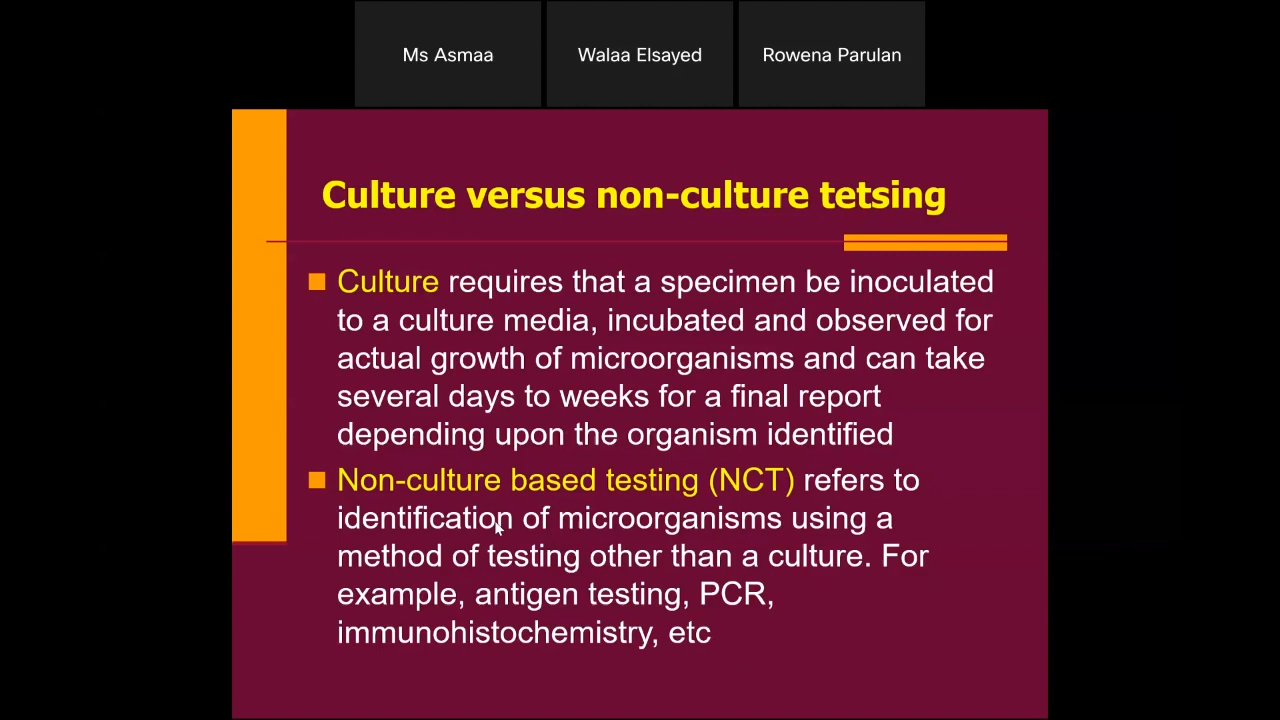 Ms Asmaa
Walaa Elsayed
Rowena Parulan
Culture versus non-culture tetsing
Culture requires that a specimen be inoculated
to a culture media, incubated and observed for
actual growth of microorganisms and can take
several days to weeks for a final report
depending upon the organism identified
Non-culture based testing (NCT) refers to
identification of microorganisms using a
method of testing other than a culture. For
example, antigen testing, PCR,
immunohistochemistry, etc